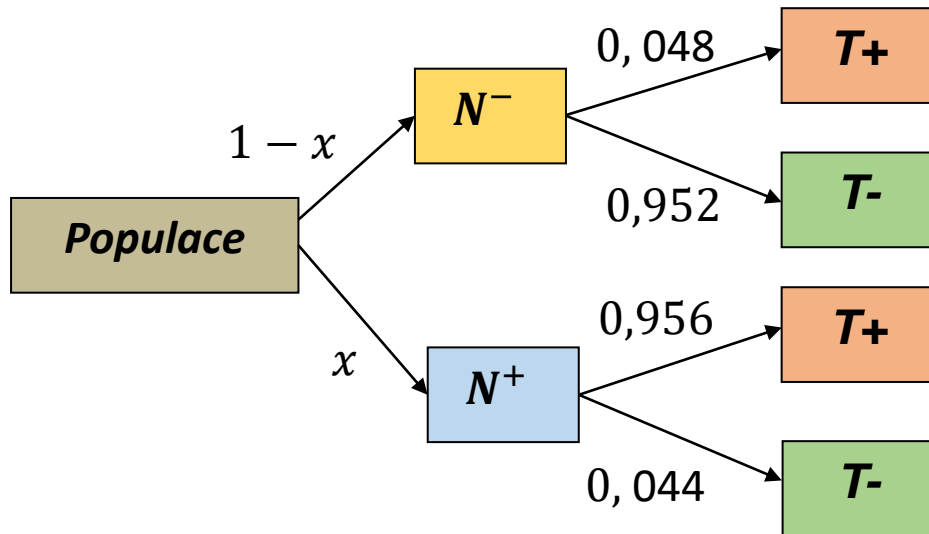 0, 048
T+
N⁻
1 − x
0,952
T-
Populace
0,956
T+
x
N⁺
0, 044
T-